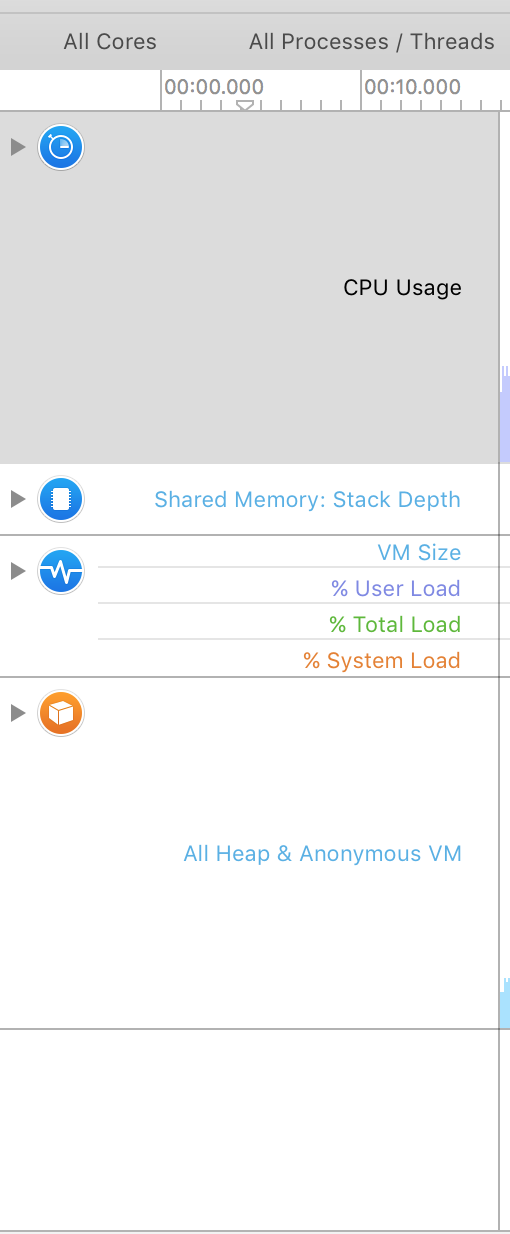 All Cores All Processes / Threads
00:00.000 00:10.000
CPU Usage
Shared Memory: Stack Depth
VM Size
% User Load
% Total Load
% System Load
All Heap & Anonymous VM